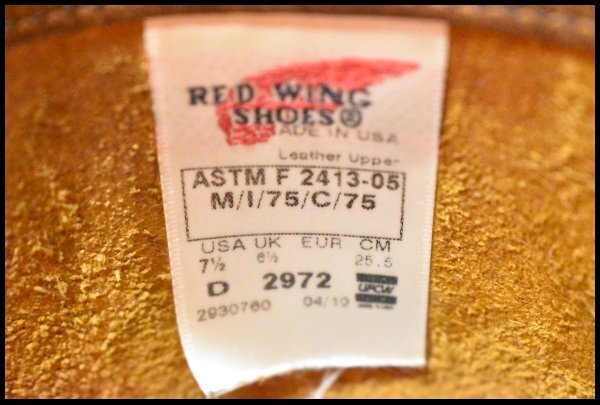 RED WING
SHOES®
MADE IN USA
Leather Upper
ASTM F 2413-05
M/I/75/C/75
USA UK EUR CM
7½ 6½ 25.5
D 2972 UFCW
2930760 04/10